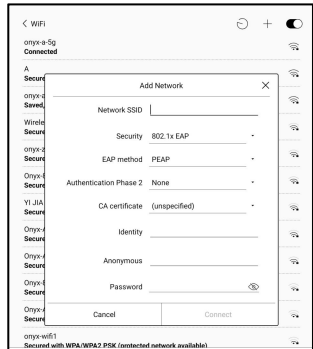 WiFi
onyx-a-5g
Connected
A
Secure
onyx-a
Saved,
Wirele
Secure
onyx-z
Secure
Onyx-
Secure
YI JIA
Secure
Onyx-
Secure
Onyx-
Secure
Onyx-
Secure
Onyx-
Secure
Add Network
Network SSID
Security 802.1x EAP
EAP method PEAP
Authentication Phase 2 None
CA certificate (unspecified)
Identity
Anonymous
Password
Cancel Connect
onyx-wifi1
Secured with WPA/WPA2 PSK (protected network available)